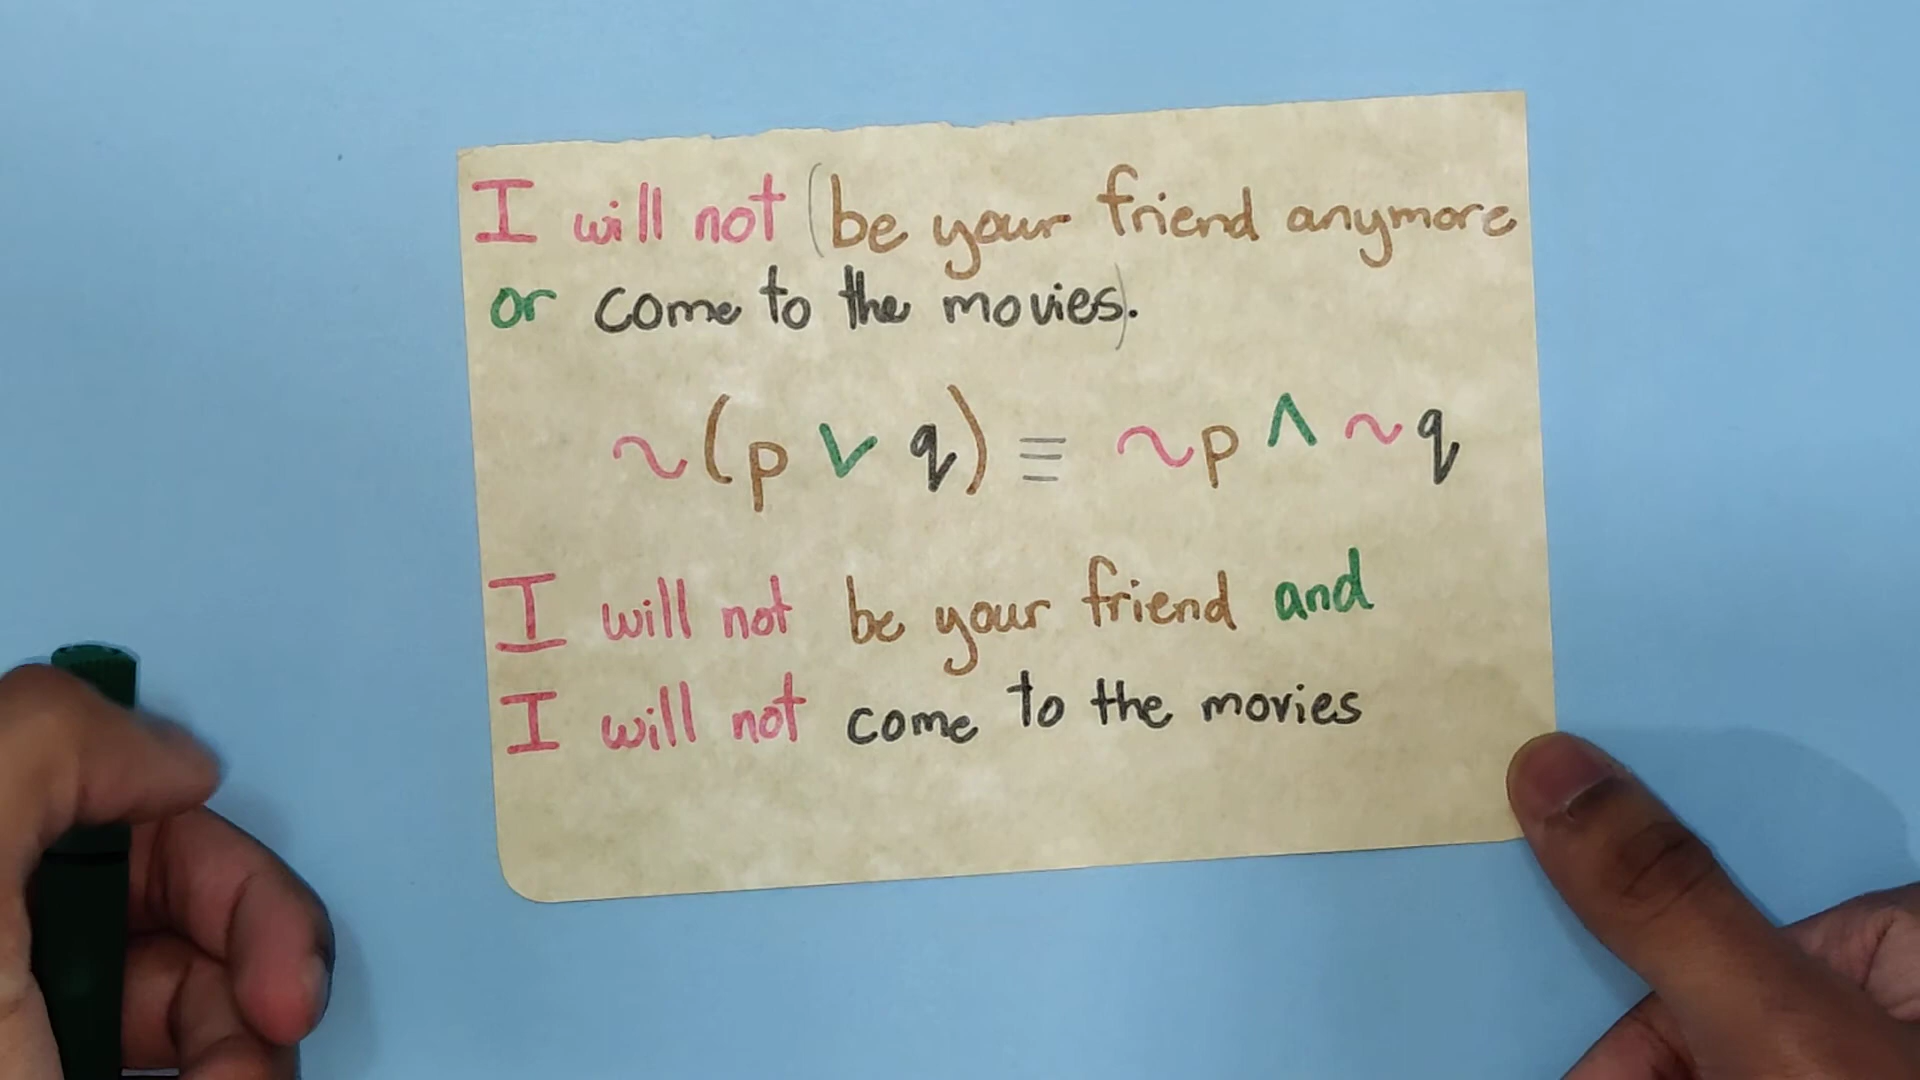 I will not (be your friend anymore
or come to the movies).
~(p ∨ q) ≡ ~p ∧ ~q
I will not be your friend and
I will not come to the movies